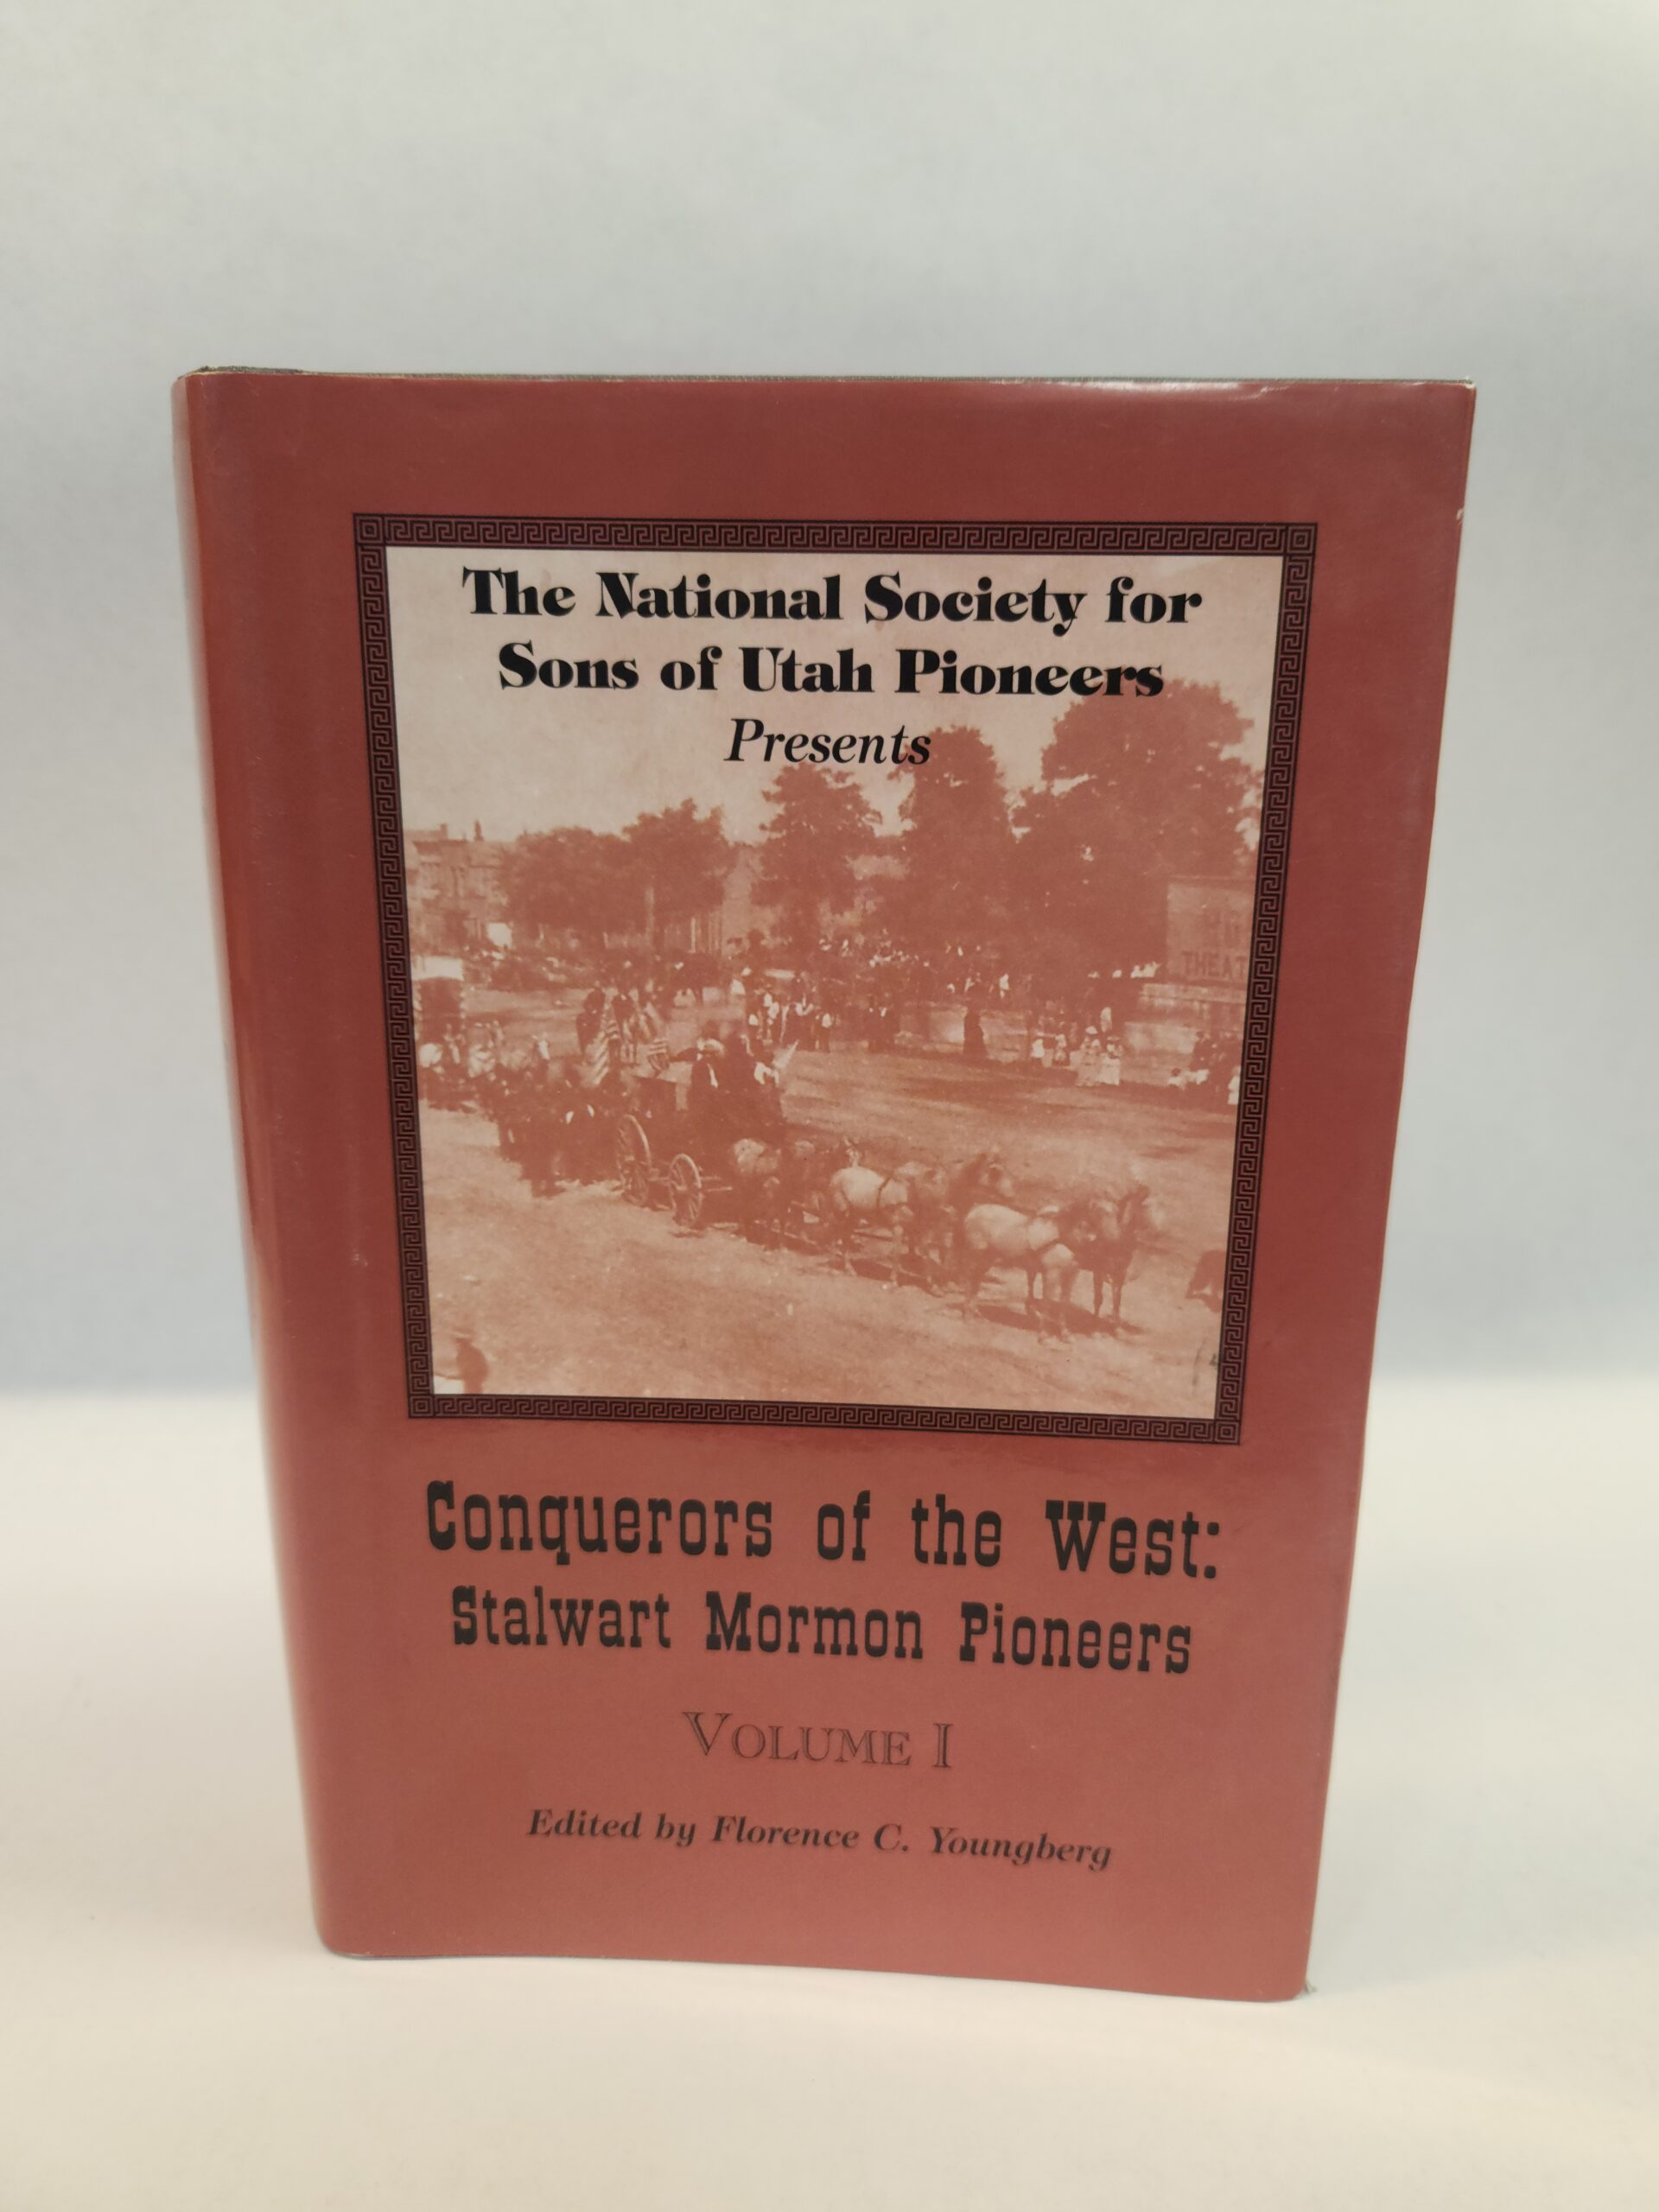 The National Society for
Sons of Utah Pioneers
Presents
THEAT
Conquerors of the West:
Stalwart Mormon Pioneers
VOLUME I
Edited by Florence C. Youngberg